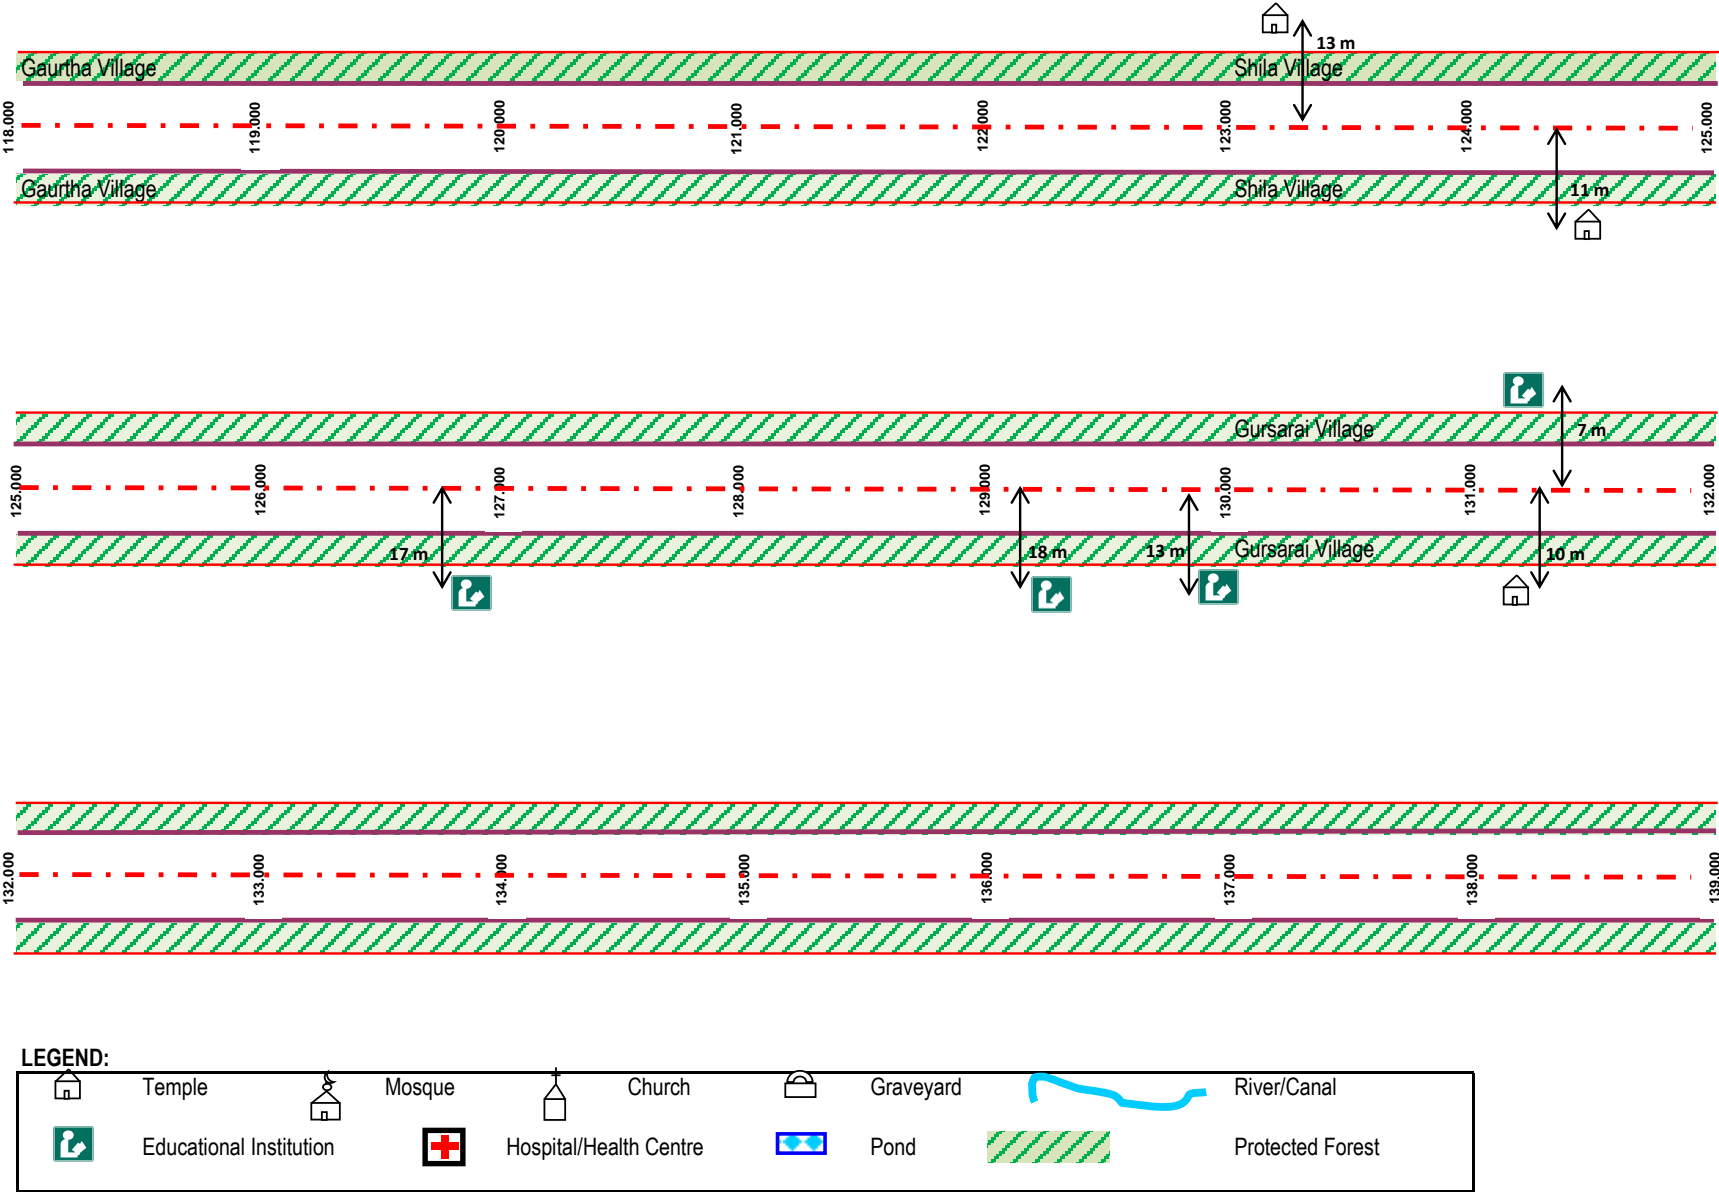 13 m
Gaurtha Village Shila Village
118.000 119.000 120.000 121.000 122.000 123.000 124.000 125.000
Gaurtha Village Shila Village 11 m
Gursarai Village 7 m
125.000 126.000 127.000 128.000 129.000 130.000 131.000 132.000
17 m 18 m 13 m Gursarai Village 10 m
132.000 133.000 134.000 135.000 136.000 137.000 138.000 139.000
LEGEND:
Temple Mosque Church Graveyard River/Canal
Educational Institution Hospital/Health Centre Pond Protected Forest